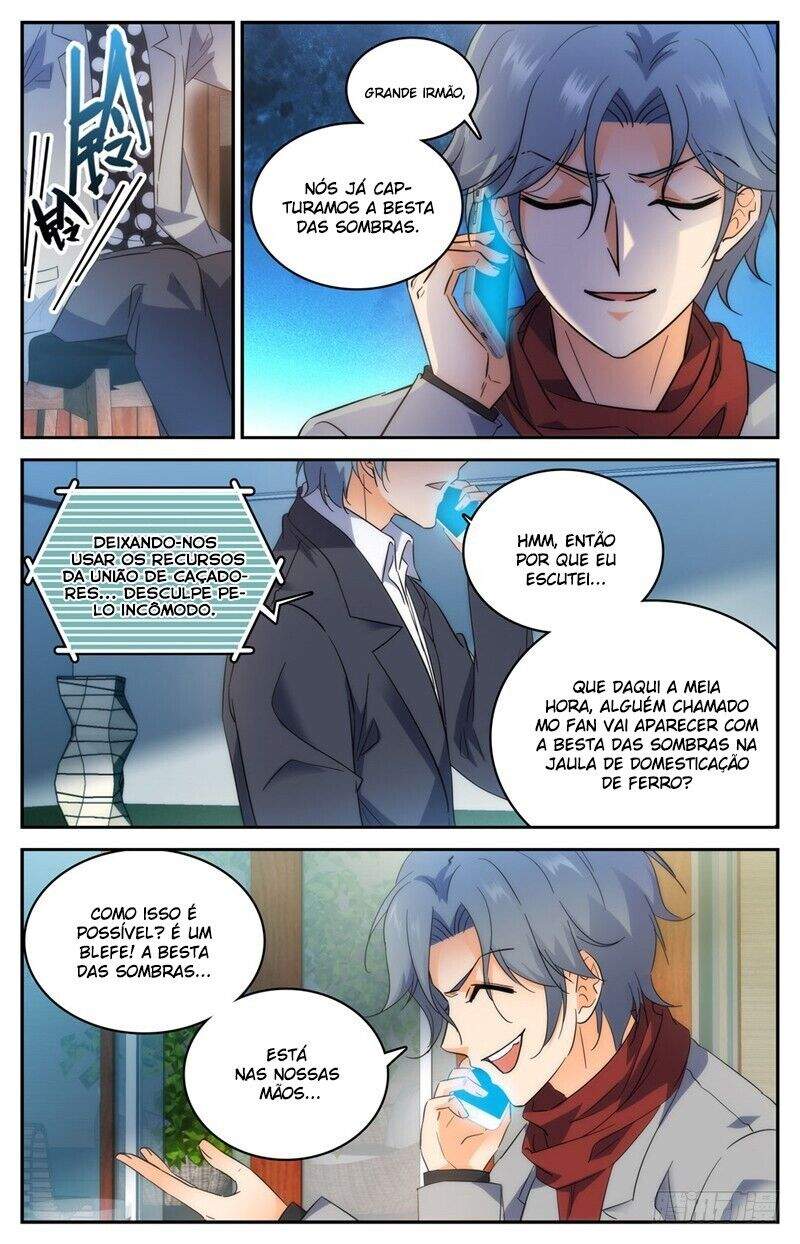 GRANDE IRMÃO,
NÓS JÁ CAP-
TURAMOS A BESTA
DAS SOMBRAS.
DEIXANDO-NOS
USAR OS RECURSOS
DA UNIÃO DE CAÇADO-
RES... DESCULPE PE-
LO INCÔMODO.
HMM, ENTÃO
POR QUE EU
ESCUTEI...
QUE DAQUI A MEIA
HORA, ALGUÉM CHAMADO
MO FAN VAI APARECER COM
A BESTA DAS SOMBRAS NA
JAULA DE DOMESTICAÇÃO
DE FERRO?
COMO ISSO É
POSSÍVEL? É UM
BLEFE! A BESTA
DAS SOMBRAS...
ESTÁ
NAS NOSSAS
MÃOS...